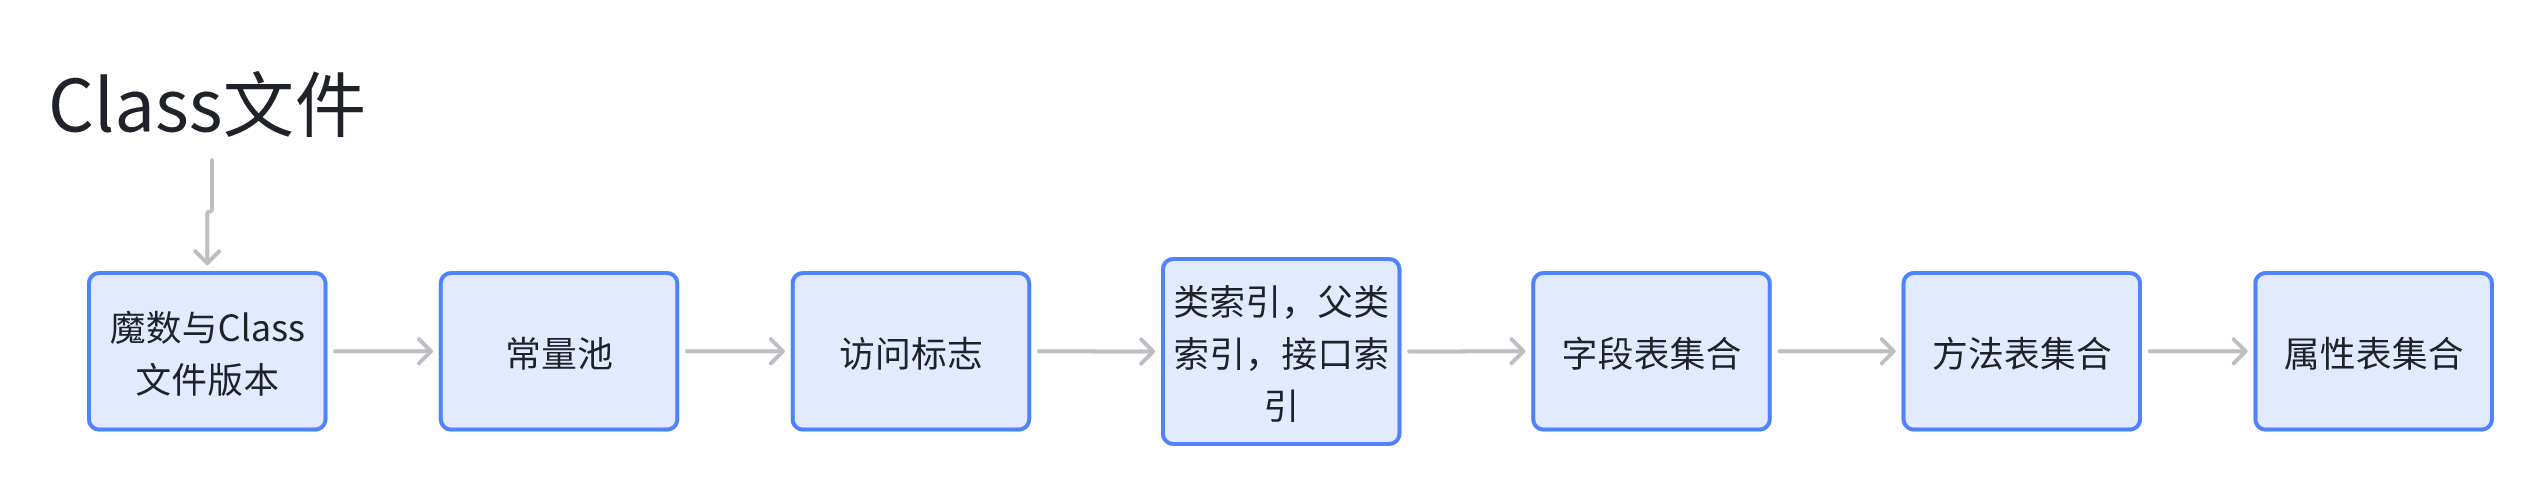 Class文件
魔数与Class
文件版本
常量池
访问标志
类索引，父类
索引，接口索
引
字段表集合
方法表集合
属性表集合